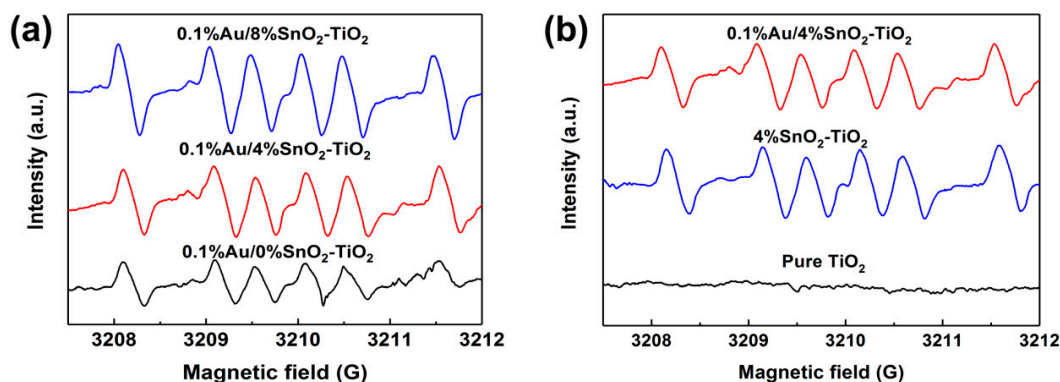 (a)
0.1%Au/8%SnO₂-TiO₂
0.1%Au/4%SnO₂-TiO₂
0.1%Au/0%SnO₂-TiO₂
Intensity (a.u.)
3208 3209 3210 3211 3212
Magnetic field (G)
(b)
0.1%Au/4%SnO₂-TiO₂
4%SnO₂-TiO₂
Pure TiO₂
Intensity (a.u.)
3208 3209 3210 3211 3212
Magnetic field (G)